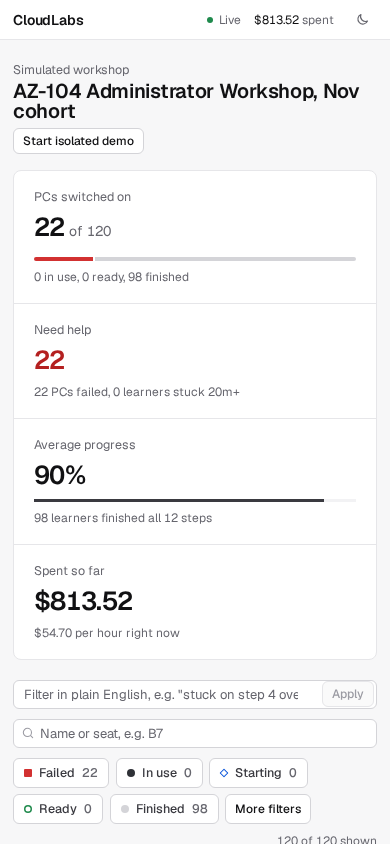 CloudLabs
Live $813.52 spent
Simulated workshop
AZ-104 Administrator Workshop, Nov
cohort
Start isolated demo
PCs switched on
22 of 120
0 in use, 0 ready, 98 finished
Need help
22
22 PCs failed, 0 learners stuck 20m+
Average progress
90%
98 learners finished all 12 steps
Spent so far
$813.52
$54.70 per hour right now
Filter in plain English, e.g. "stuck on step 4 ove
Apply
Name or seat, e.g. B7
Failed 22 In use 0 Starting 0
Ready 0 Finished 98 More filters
120 of 120 shown